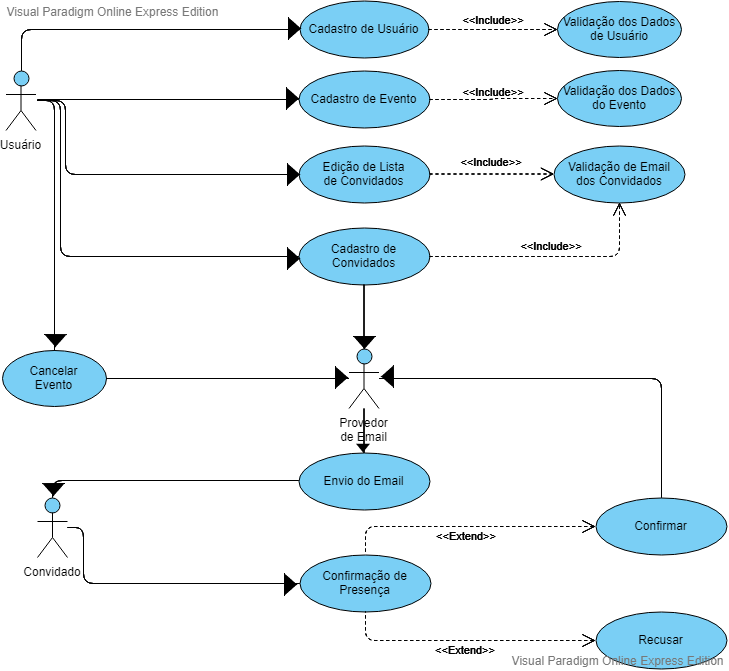 Visual Paradigm Online Express Edition
Cadastro de Usuário
<<Include>>
Validação dos Dados
de Usuário
Usuário
Cadastro de Evento
<<Include>>
Validação dos Dados
do Evento
Edição de Lista
de Convidados
<<Include>>
Validação de Email
dos Convidados
Cadastro de
Convidados
<<Include>>
Cancelar
Evento
Provedor
de Email
Envio do Email
Convidado
Confirmação de
Presença
<<Extend>>
Confirmar
<<Extend>>
Recusar
Visual Paradigm Online Express Edition